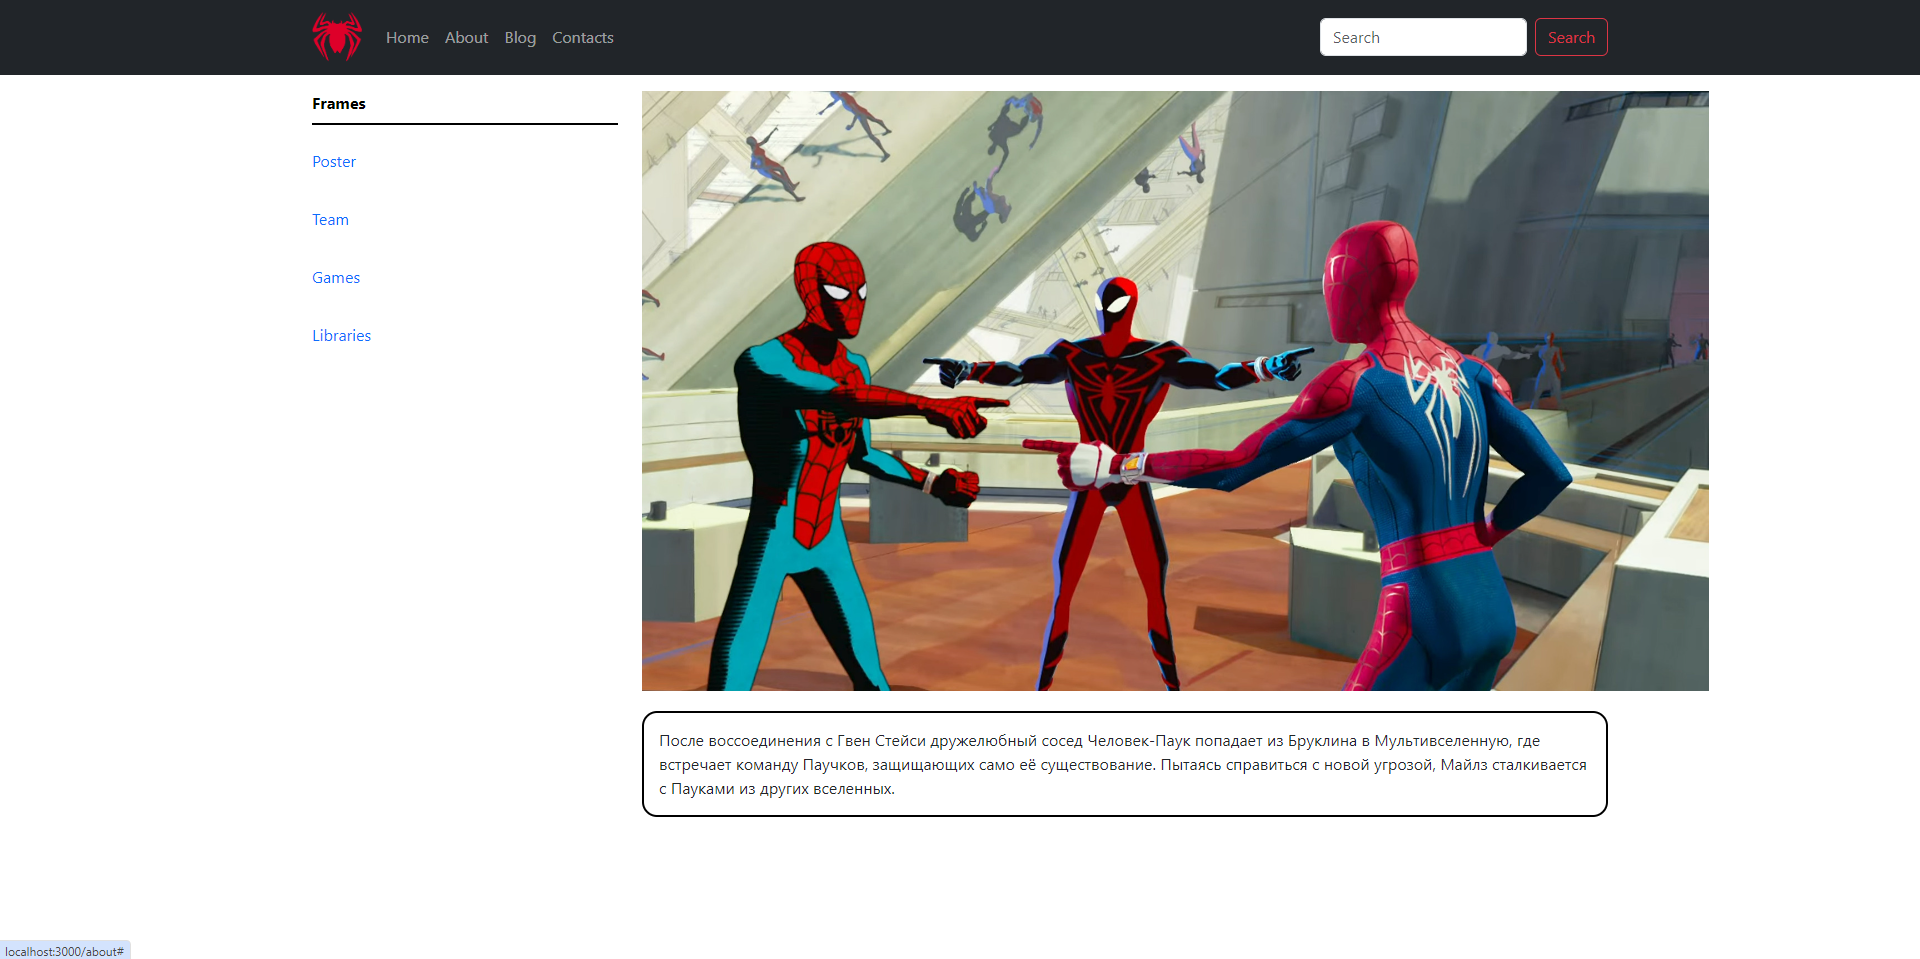 Home About Blog Contacts
Search Search
Frames
Poster
Team
Games
Libraries
После воссоединения с Гвен Стейси дружелюбный сосед Человек-Паук попадает из Бруклина в Мультивселенную, где
встречает команду Паучков, защищающих само её существование. Пытаясь справиться с новой угрозой, Майлз сталкивается
с Пауками из других вселенных.
localhost:3000/about#